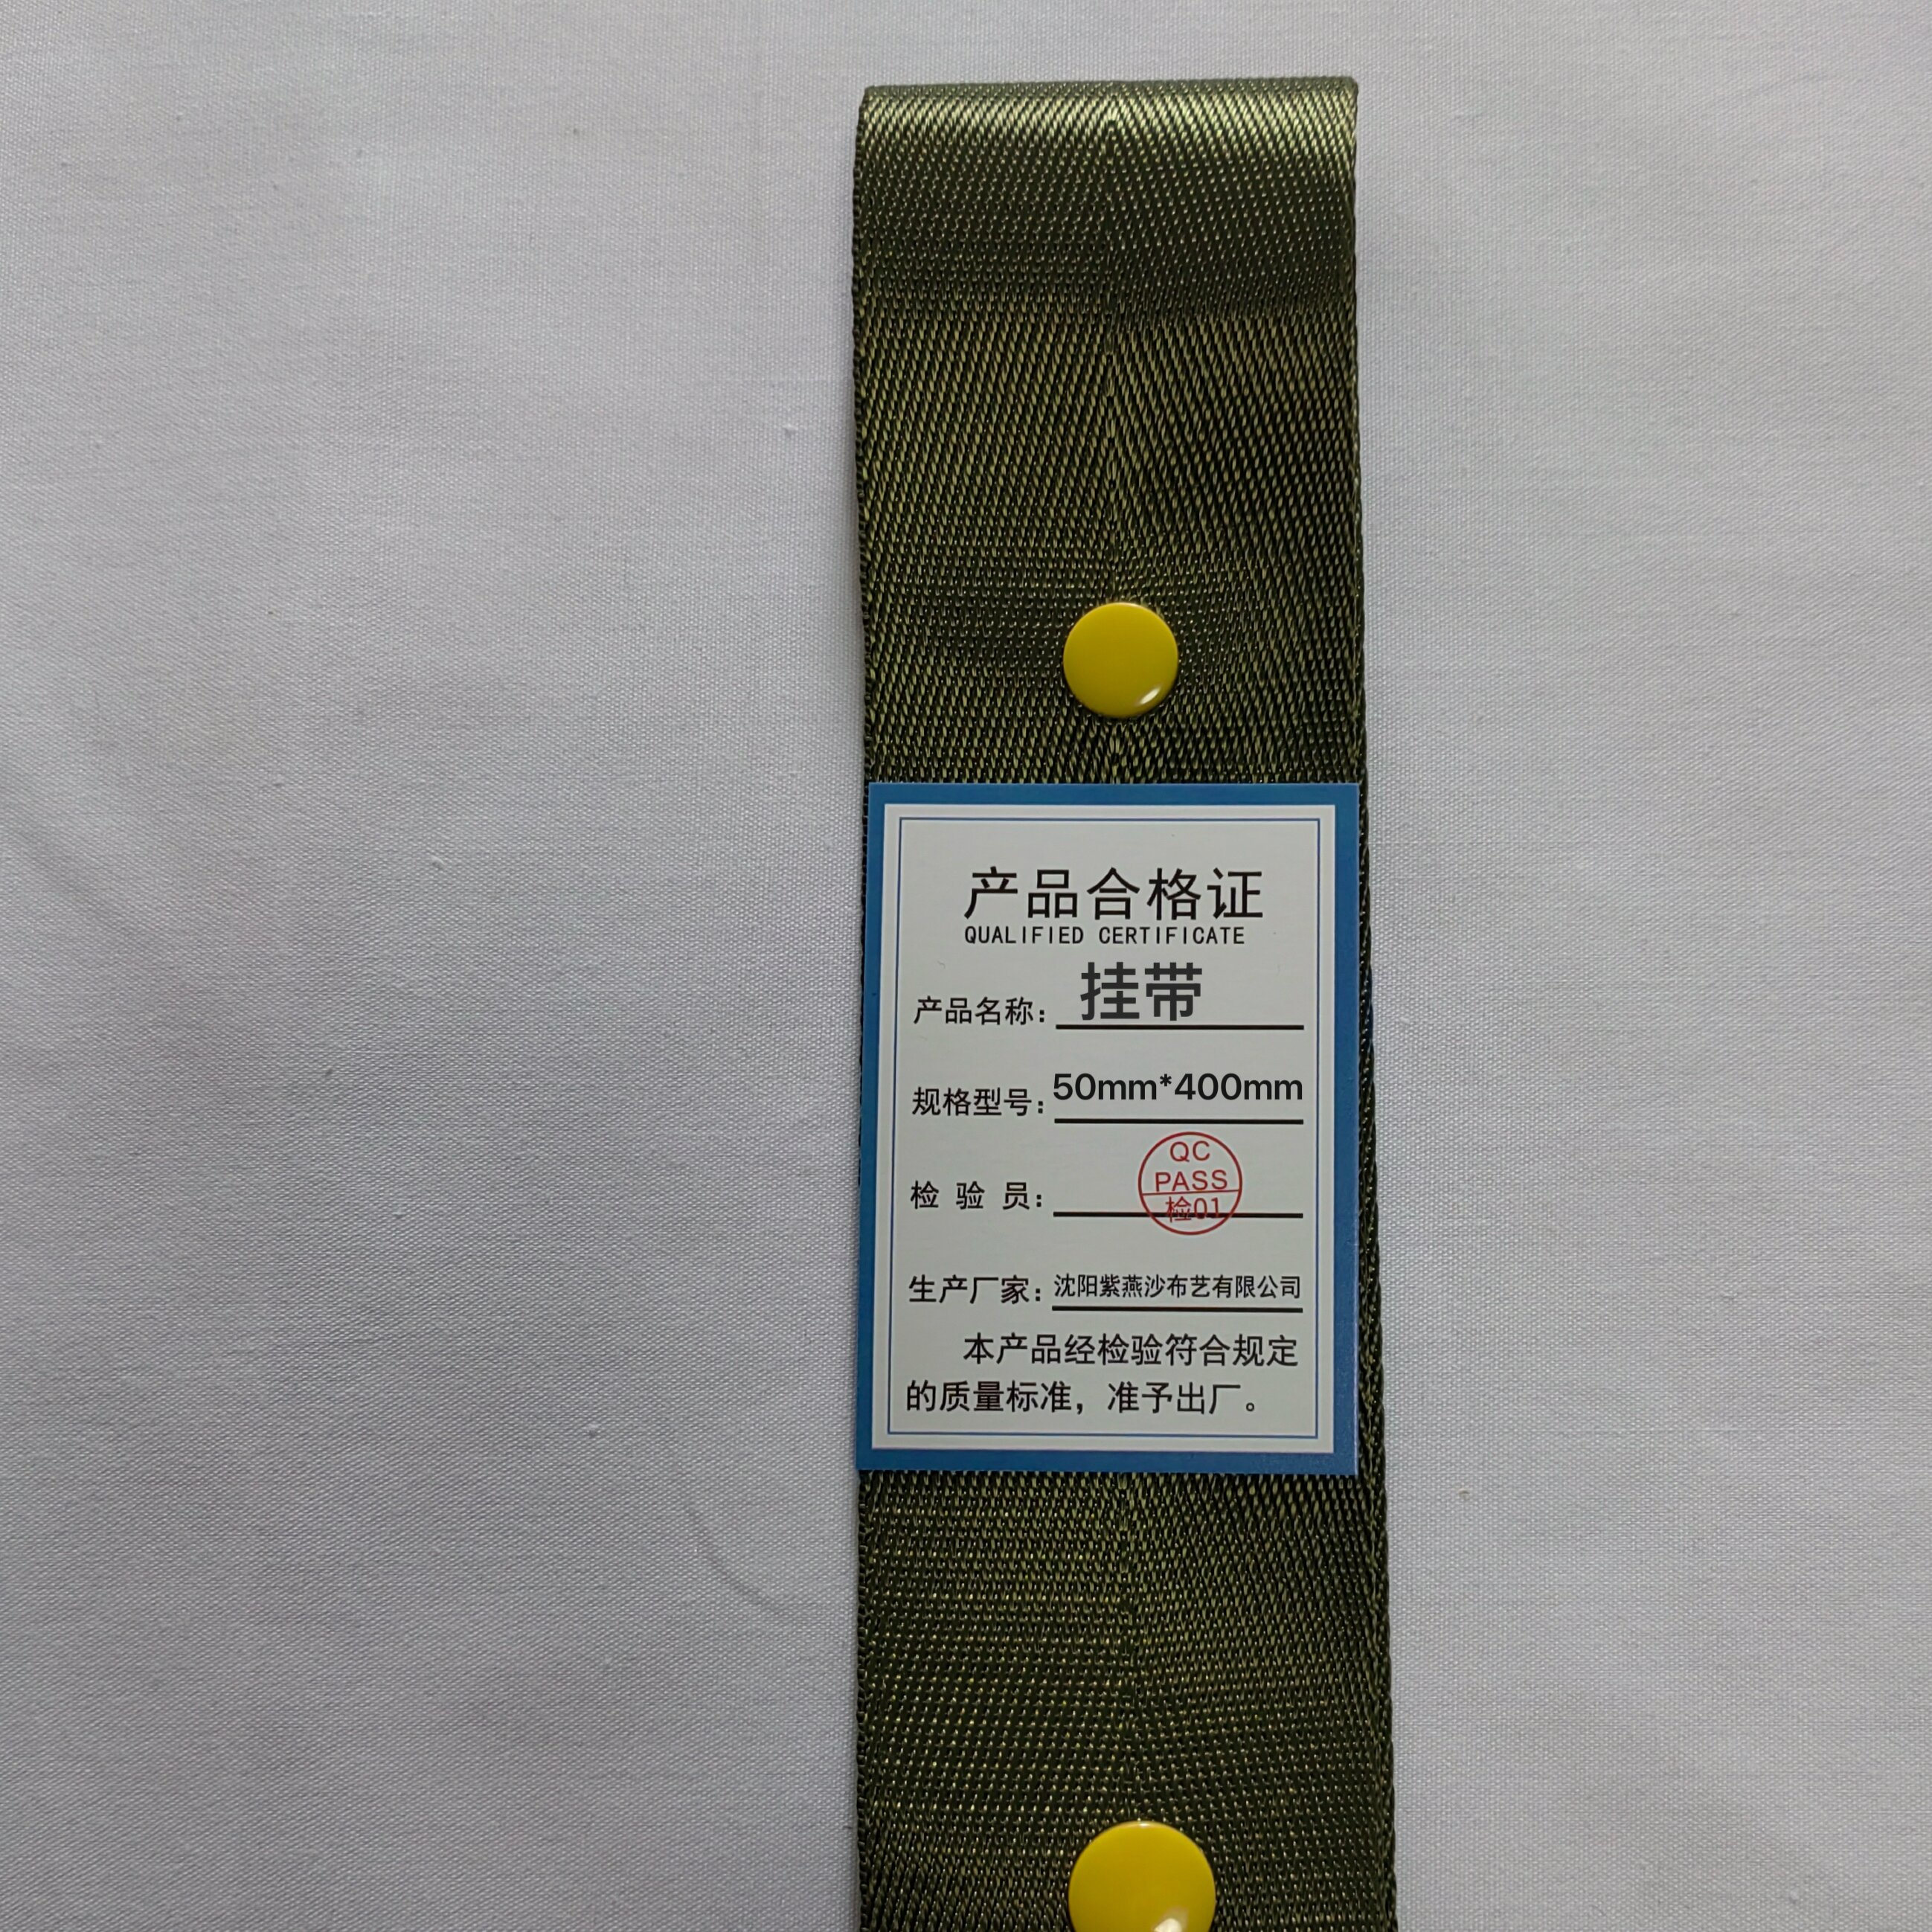 产品合格证
QUALIFIED CERTIFICATE
产品名称：挂带
规格型号：50mm*400mm
检 验 员：
QC
PASS
检01
生产厂家：沈阳紫燕沙布艺有限公司
本产品经检验符合规定
的质量标准，准予出厂。